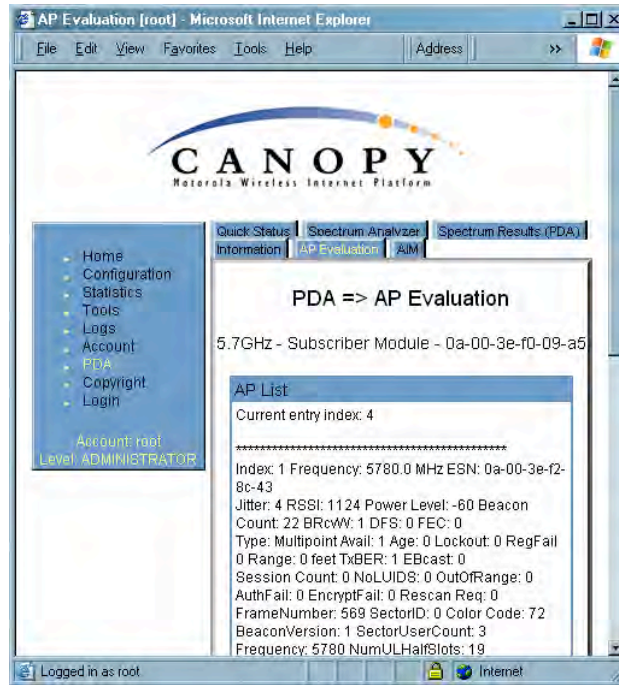 AP Evaluation [root] - Microsoft Internet Explorer
File Edit View Favorites Tools Help Address »
CANOPY
Motorola Wireless Internet Platform
Home
Configuration
Statistics
Tools
Logs
Account
PDA
Copyright
Login
Account: root
Level: ADMINISTRATOR
Quick Status Spectrum Analyzer Spectrum Results (PDA)
Information AP Evaluation AIM
PDA => AP Evaluation
5.7GHz - Subscriber Module - 0a-00-3e-f0-09-a5
AP List
Current entry index: 4
*********************************************
Index: 1 Frequency: 5780.0 MHz ESN: 0a-00-3e-f2-
8c-43
Jitter: 4 RSSI: 1124 Power Level: -60 Beacon
Count: 22 BRcvW: 1 DFS: 0 FEC: 0
Type: Multipoint Avail: 1 Age: 0 Lockout: 0 RegFail
0 Range: 0 feet TxBER: 1 EBcast: 0
Session Count: 0 NoLUIDS: 0 OutOfRange: 0
AuthFail: 0 EncryptFail: 0 Rescan Req: 0
FrameNumber: 569 SectorID: 0 Color Code: 72
BeaconVersion: 1 SectorUserCount: 3
Frequency: 5780 NumULHalfSlots: 19
Logged in as root Internet